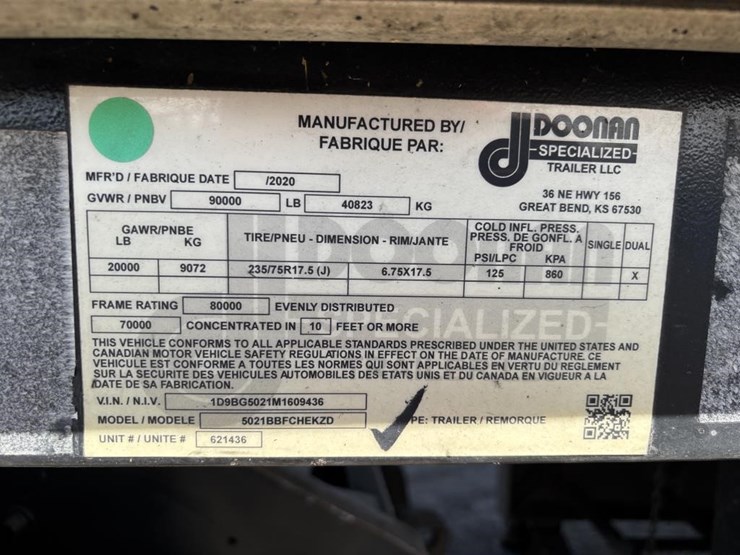 MANUFACTURED BY/
FABRIQUE PAR:
DOONAN
SPECIALIZED
TRAILER LLC
36 NE HWY 156
GREAT BEND, KS 67530
MFR'D / FABRIQUE DATE /2020
GVWR / PNBV 90000 LB 40823 KG
GAWR/PNBE
LB KG
TIRE/PNEU - DIMENSION - RIM/JANTE
COLD INFL. PRESS.
PRESS. DE GONFL. A
FROID
PSI/LPC KPA
SINGLE DUAL
20000 9072 235/75R17.5 (J) 6.75X17.5 125 860 X
FRAME RATING 80000 EVENLY DISTRIBUTED
70000 CONCENTRATED IN 10 FEET OR MORE
THIS VEHICLE CONFORMS TO ALL APPLICABLE STANDARDS PRESCRIBED UNDER THE UNITED STATES AND
CANADIAN MOTOR VEHICLE SAFETY REGULATIONS IN EFFECT ON THE DATE OF MANUFACTURE. CE
VEHICULE EST CONFORME A TOUTES LES NORMES QUI SONT APPLICABLES EN VERTU DU REGLEMENT
SUR LA SECURITE DES VEHICULES AUTOMOBILES DES ETATS UNIS ET DU CANADA EN VIGUEUR A LA
DATE DE SA FABRICATION.
V.I.N. / N.I.V. 1D9BG5021M1609436
MODEL / MODELE 5021BBFCHEKZD PE: TRAILER / REMORQUE
UNIT # / UNITE # 621436